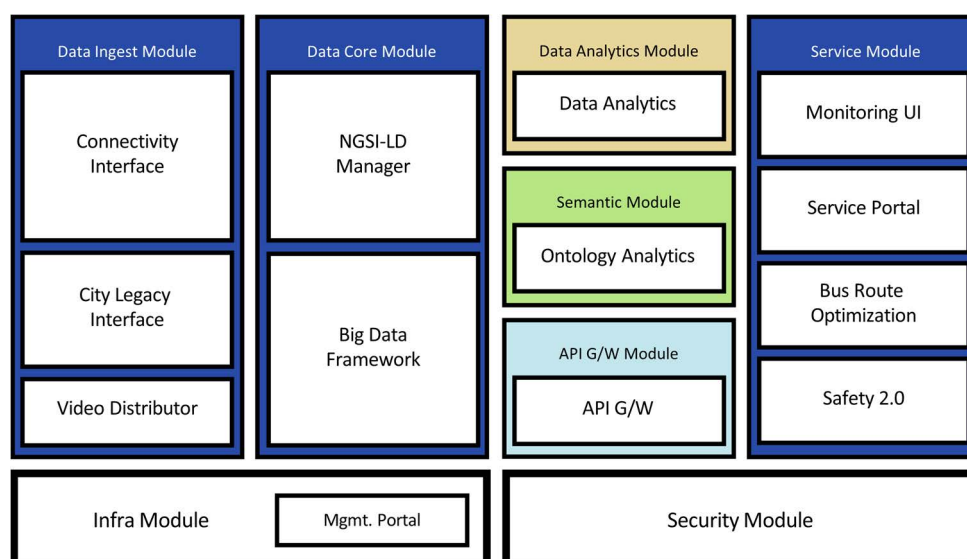 Data Ingest Module
Connectivity
Interface
City Legacy
Interface
Video Distributor
Data Core Module
NGSI-LD
Manager
Big Data
Framework
Data Analytics Module
Data Analytics
Semantic Module
Ontology Analytics
API G/W Module
API G/W
Service Module
Monitoring UI
Service Portal
Bus Route
Optimization
Safety 2.0
Infra Module
Mgmt. Portal
Security Module